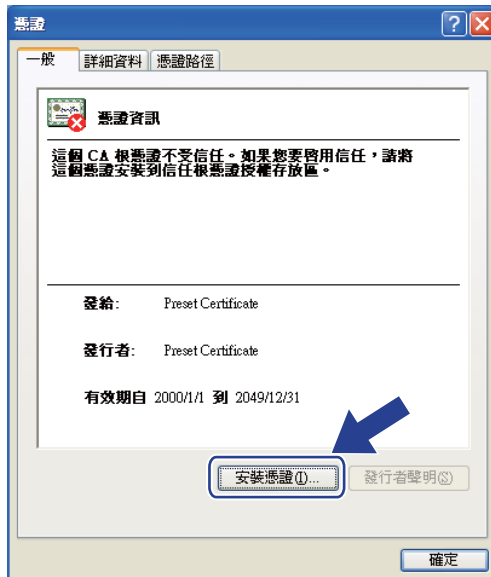 憑證
一般 詳細資料 憑證路徑
憑證資訊
這個 CA 根憑證不受信任。如果您要啓用信任，請將
這個憑證安裝到信任根憑證授權存放區。
發給: Preset Certificate
發行者: Preset Certificate
有效期自 2000/1/1 到 2049/12/31
安裝憑證(I)... 發行者聲明(S)
確定